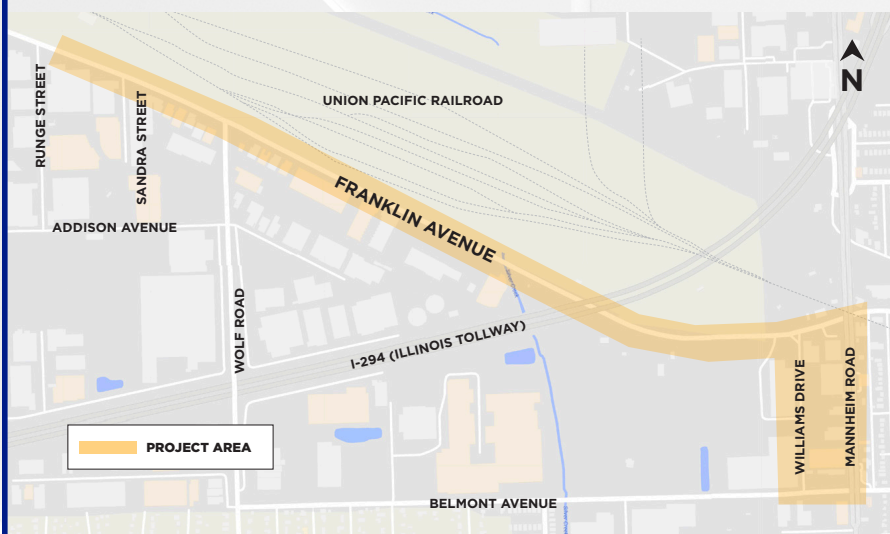 N
UNION PACIFIC RAILROAD
RUNGE STREET
SANDRA STREET
FRANKLIN AVENUE
ADDISON AVENUE
WOLF ROAD
I-294 (ILLINOIS TOLLWAY)
WILLIAMS DRIVE
MANNHEIM ROAD
PROJECT AREA
BELMONT AVENUE